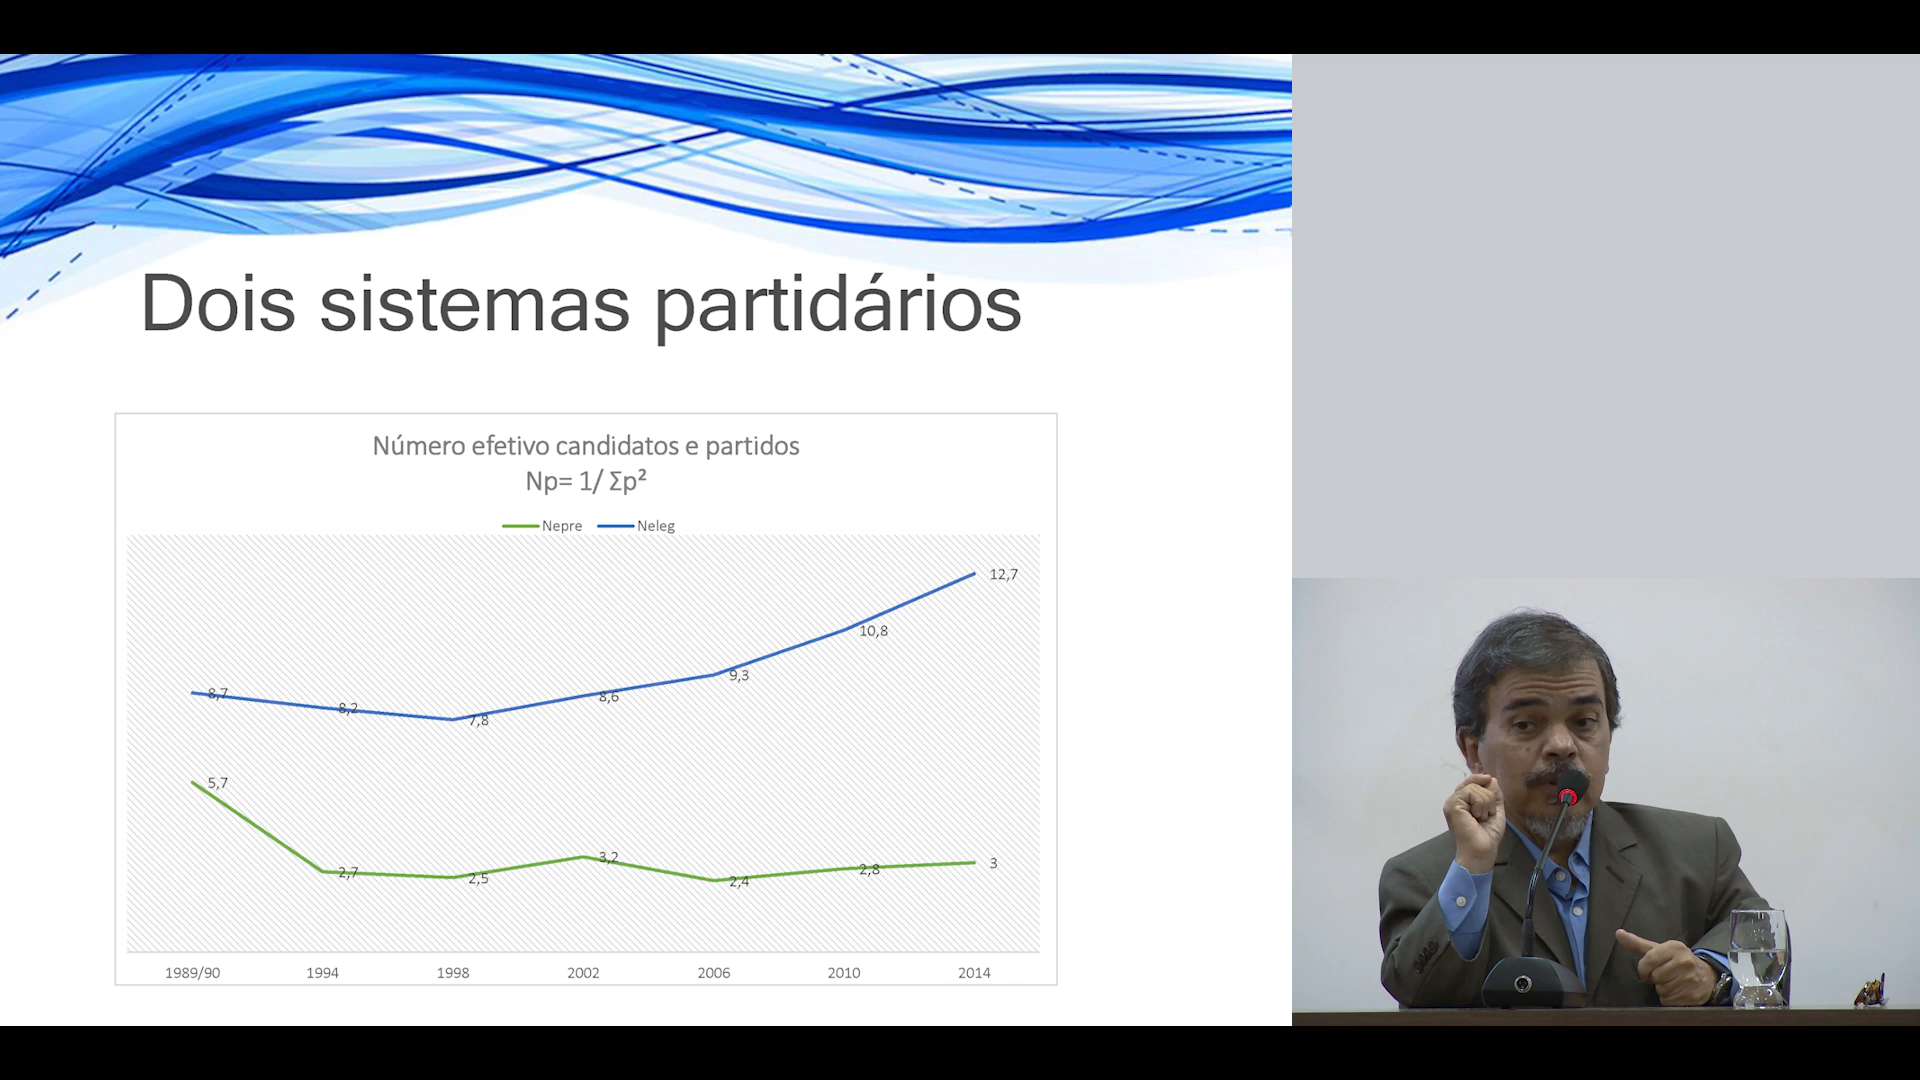 Dois sistemas partidários
Número efetivo candidatos e partidos
Np= 1/ Σp²
Nepre Neleg
12,7
10,8
9,3
8,7
8,2
7,8
8,6
5,7
2,7
2,5
3,2
2,4
2,8
3
1989/90 1994 1998 2002 2006 2010 2014